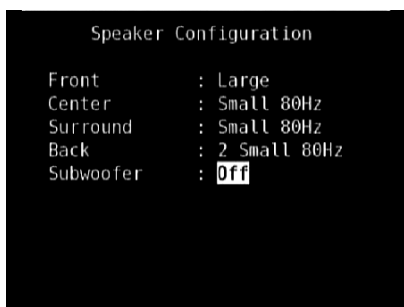 Speaker Configuration
Front : Large
Center : Small 80Hz
Surround : Small 80Hz
Back : 2 Small 80Hz
Subwoofer : Off